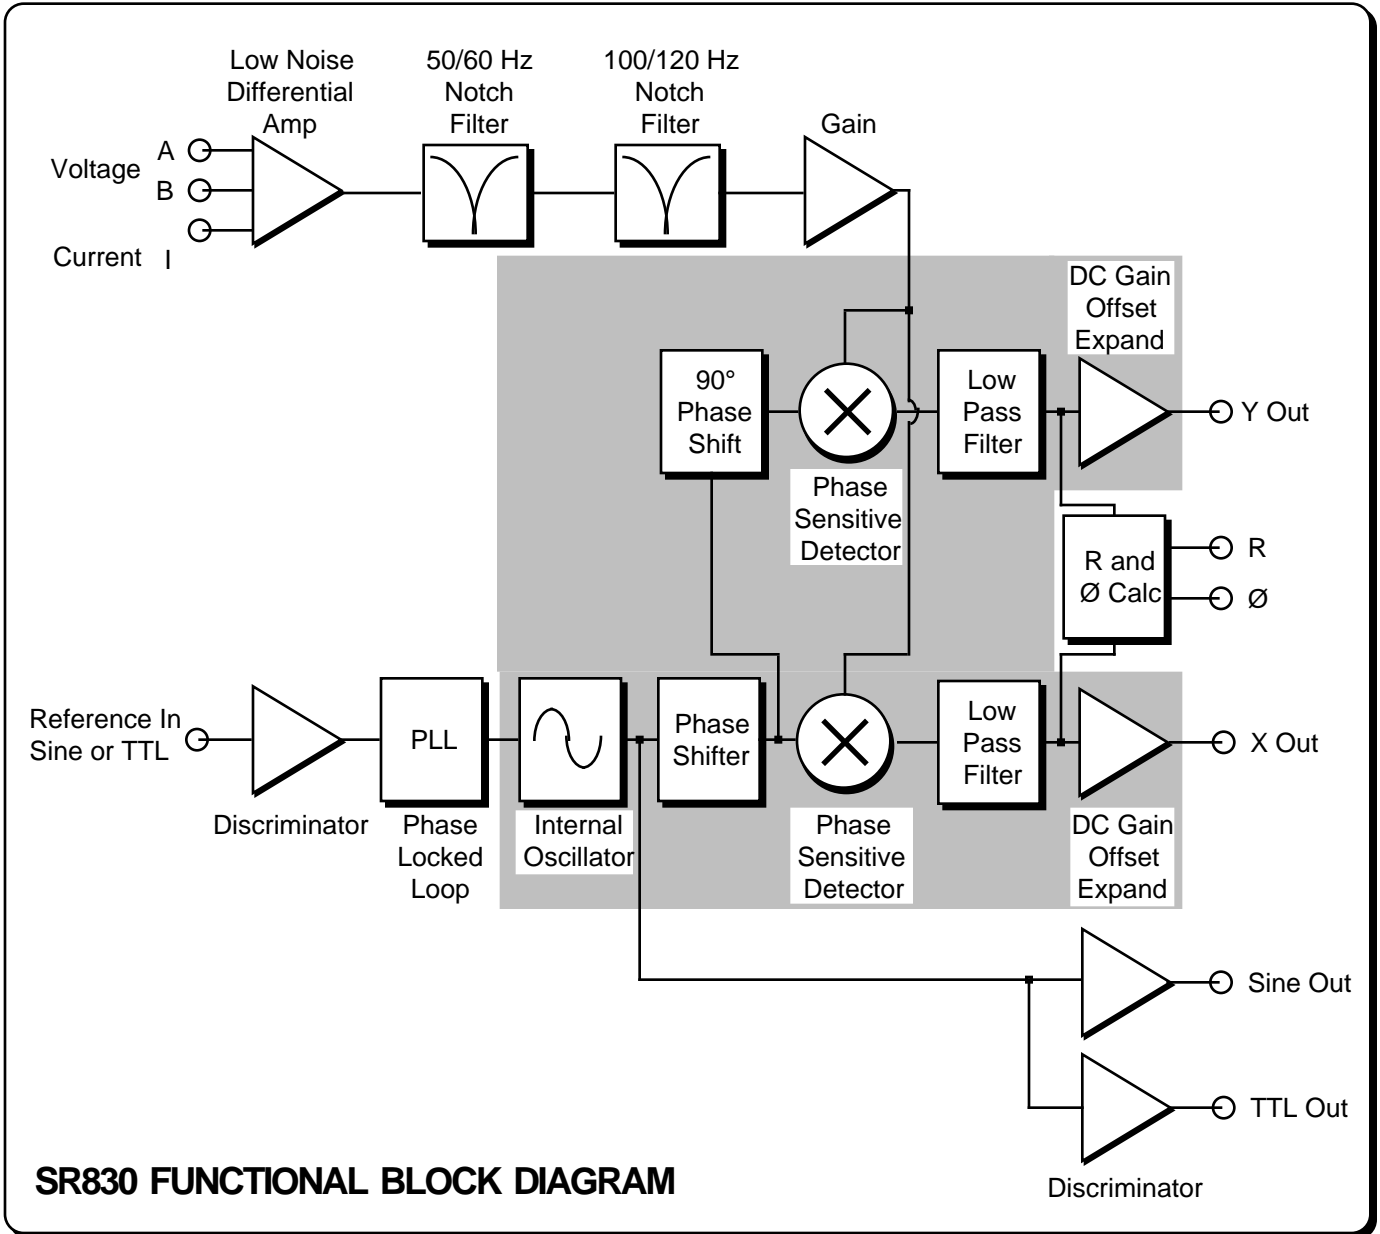 Low Noise
Differential
Amp
50/60 Hz
Notch
Filter
100/120 Hz
Notch
Filter
Gain
Voltage
A
B
Current
I
DC Gain
Offset
Expand
90°
Phase
Shift
Low
Pass
Filter
Y Out
Phase
Sensitive
Detector
R and
Ø Calc
R
Ø
Reference In
Sine or TTL
PLL
Phase
Shifter
Low
Pass
Filter
X Out
Discriminator
Phase
Locked
Loop
Internal
Oscillator
Phase
Sensitive
Detector
DC Gain
Offset
Expand
Sine Out
TTL Out
Discriminator
SR830 FUNCTIONAL BLOCK DIAGRAM